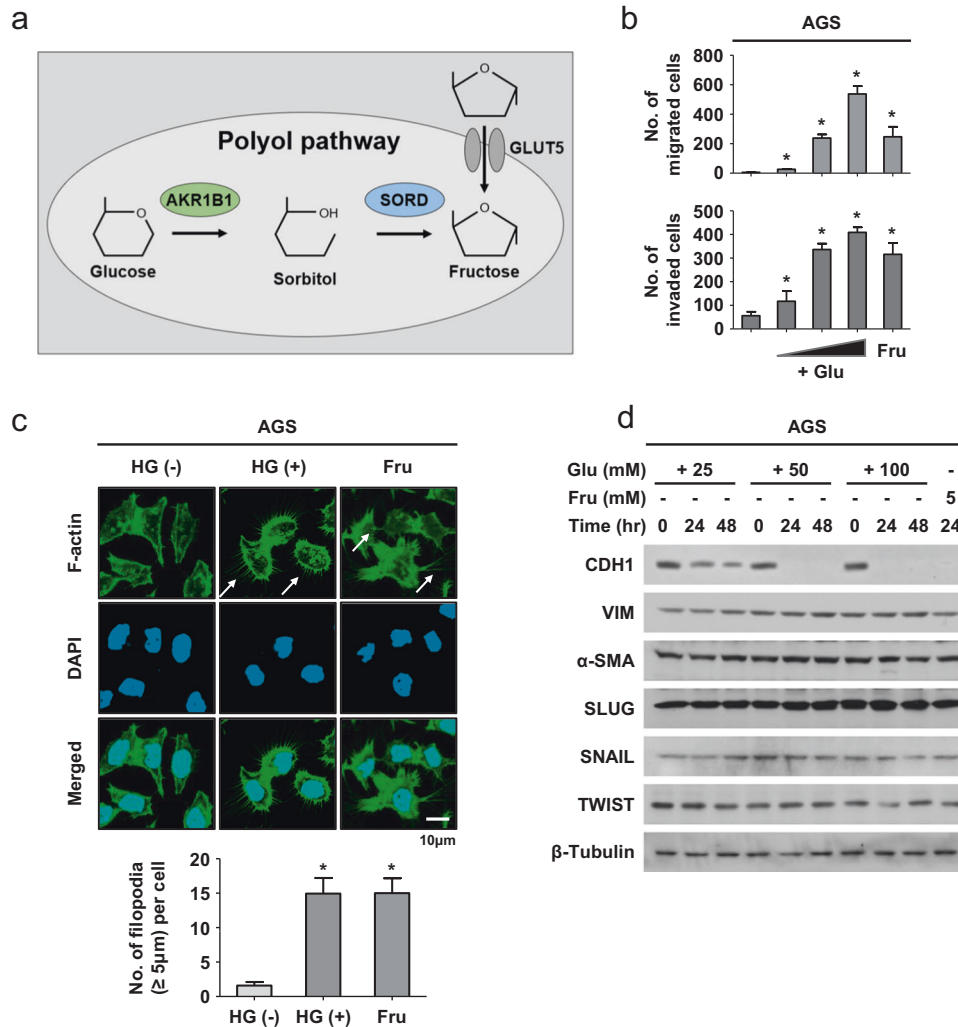 a
Polyol pathway
O
GLUT5
AKR1B1
SORD
O
OH
O
Glucose
Sorbitol
Fructose
b
AGS
No. of
migrated cells
800
600
400
200
0
*
*
*
*
No. of
invaded cells
500
400
300
200
100
0
*
*
*
*
+ Glu
Fru
c
AGS
HG (-) HG (+) Fru
F-actin
DAPI
Merged
10μm
No. of filopodia
(≥ 5μm) per cell
20
15
10
5
0
* *
HG (-) HG (+) Fru
d
AGS
Glu (mM) + 25 + 50 + 100 -
Fru (mM) - - - - - - - - - 5
Time (hr) 0 24 48 0 24 48 0 24 48 24
CDH1
VIM
α-SMA
SLUG
SNAIL
TWIST
β-Tubulin